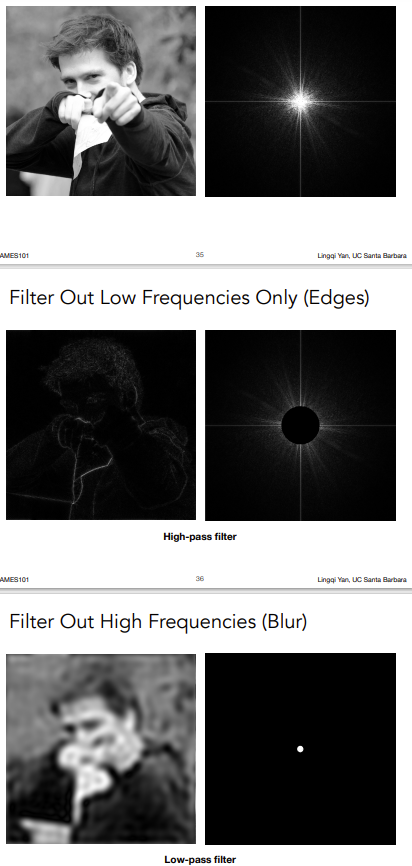 AMES101
35
Lingqi Yan, UC Santa Barbara
Filter Out Low Frequencies Only (Edges)
High-pass filter
AMES101
36
Lingqi Yan, UC Santa Barbara
Filter Out High Frequencies (Blur)
Low-pass filter